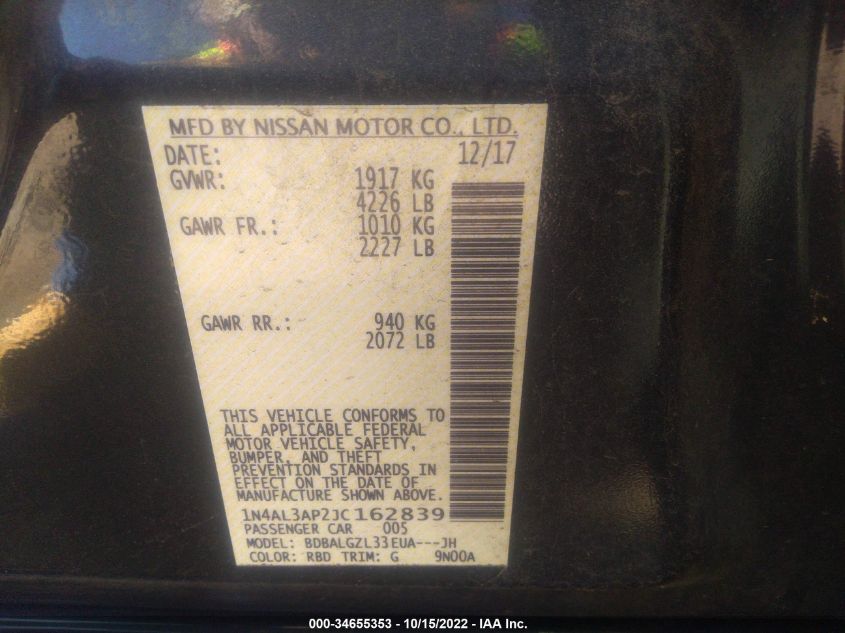 MFD BY NISSAN MOTOR CO., LTD.
DATE: 12/17
GVWR: 1917 KG
4226 LB
GAWR FR.: 1010 KG
2227 LB
GAWR RR.: 940 KG
2072 LB
THIS VEHICLE CONFORMS TO
ALL APPLICABLE FEDERAL
MOTOR VEHICLE SAFETY,
BUMPER, AND THEFT
PREVENTION STANDARDS IN
EFFECT ON THE DATE OF
MANUFACTURE SHOWN ABOVE.
1N4AL3AP2JC162839
PASSENGER CAR 005
MODEL: BDBALGZL33EUA---JH
COLOR: RBD TRIM: G 9N00A
000-34655353 - 10/15/2022 - IAA Inc.